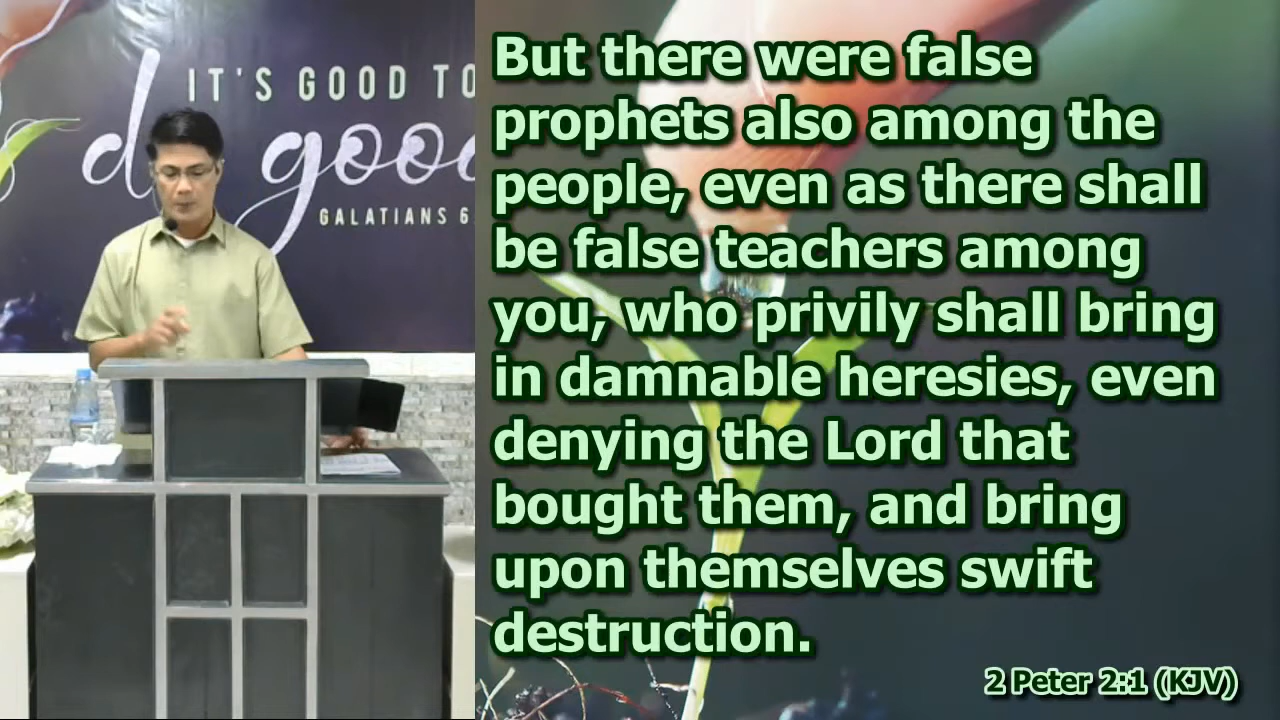 IT'S GOOD TO
do good
GALATIANS 6
But there were false
prophets also among the
people, even as there shall
be false teachers among
you, who privily shall bring
in damnable heresies, even
denying the Lord that
bought them, and bring
upon themselves swift
destruction.
2 Peter 2:1 (KJV)